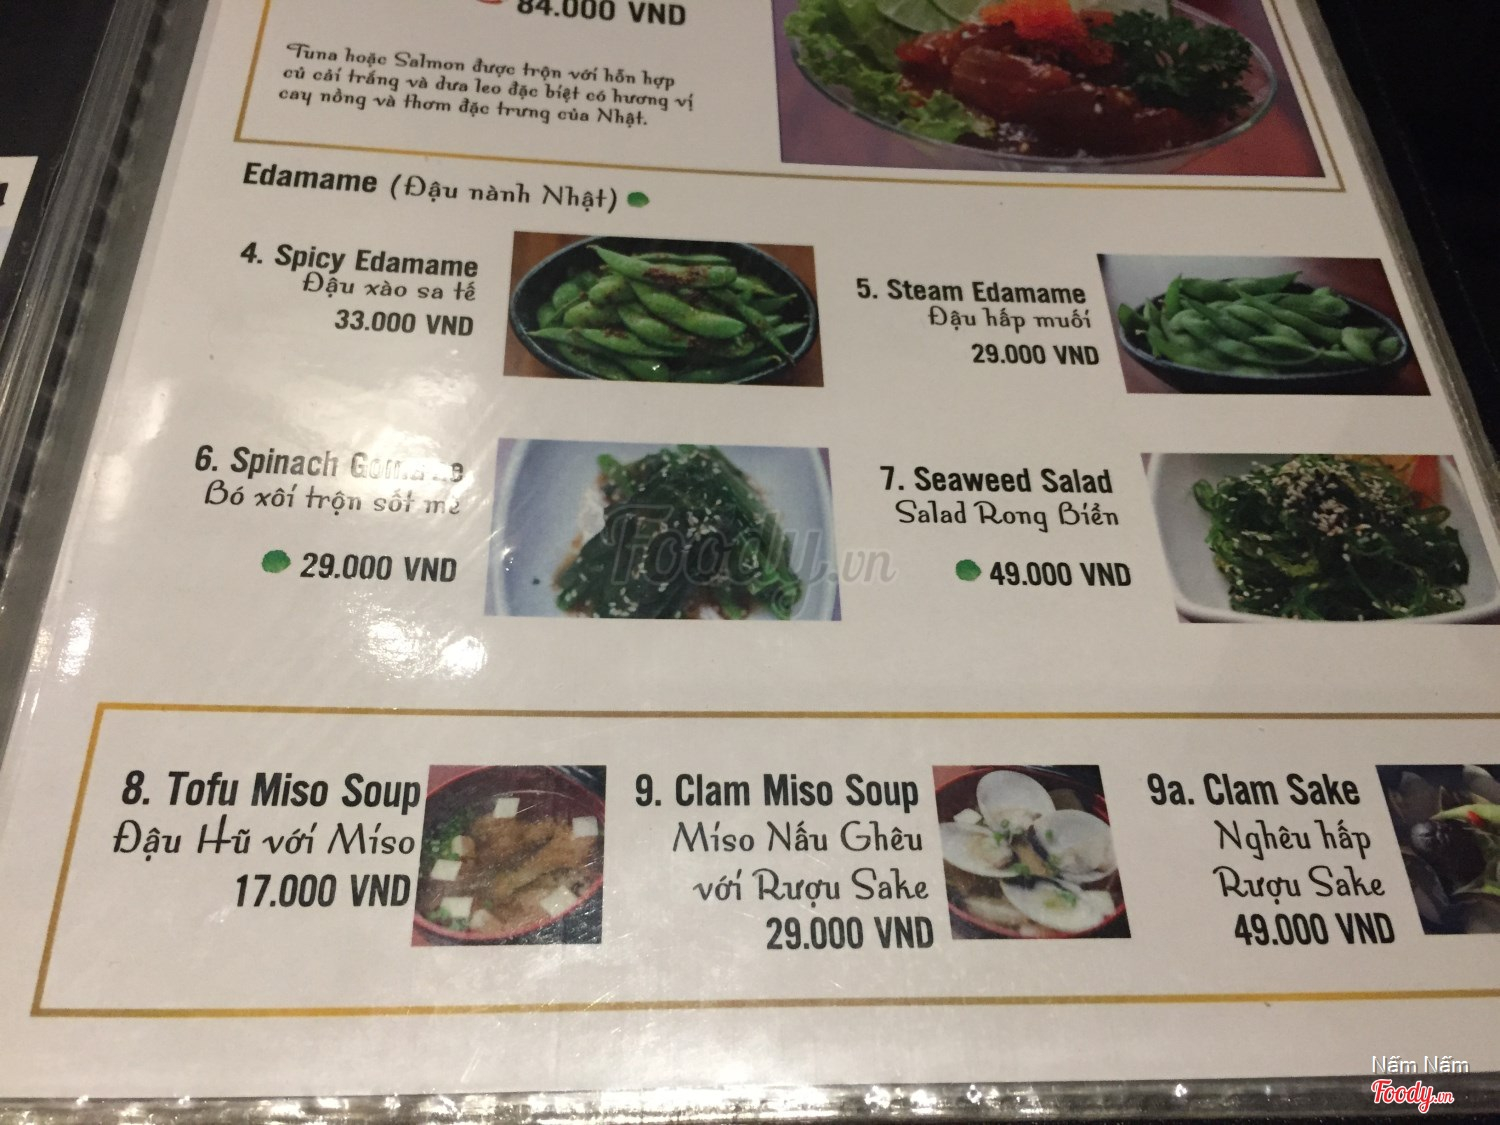 84.000 VND
Tuna hoặc Salmon được trộn với hỗn hợp
củ cải trắng và dưa leo đặc biệt có hương vị
cay nồng và thơm đặc trưng của Nhật.
Edamame (Đậu nành Nhật)
4. Spicy Edamame
Đậu xào sa tế
33.000 VND
5. Steam Edamame
Đậu hấp muối
29.000 VND
6. Spinach
Bó xôi trộn sốt mè
29.000 VND
7. Seaweed Salad
Salad Rong Biển
49.000 VND
Foody.vn
8. Tofu Miso Soup
Đậu Hũ với Miso
17.000 VND
9. Clam Miso Soup
Miso Nấu Ghêu
với Rượu Sake
29.000 VND
9a. Clam Sake
Nghêu hấp
Rượu Sake
49.000 VND
Nấm Nấm
Foody.vn